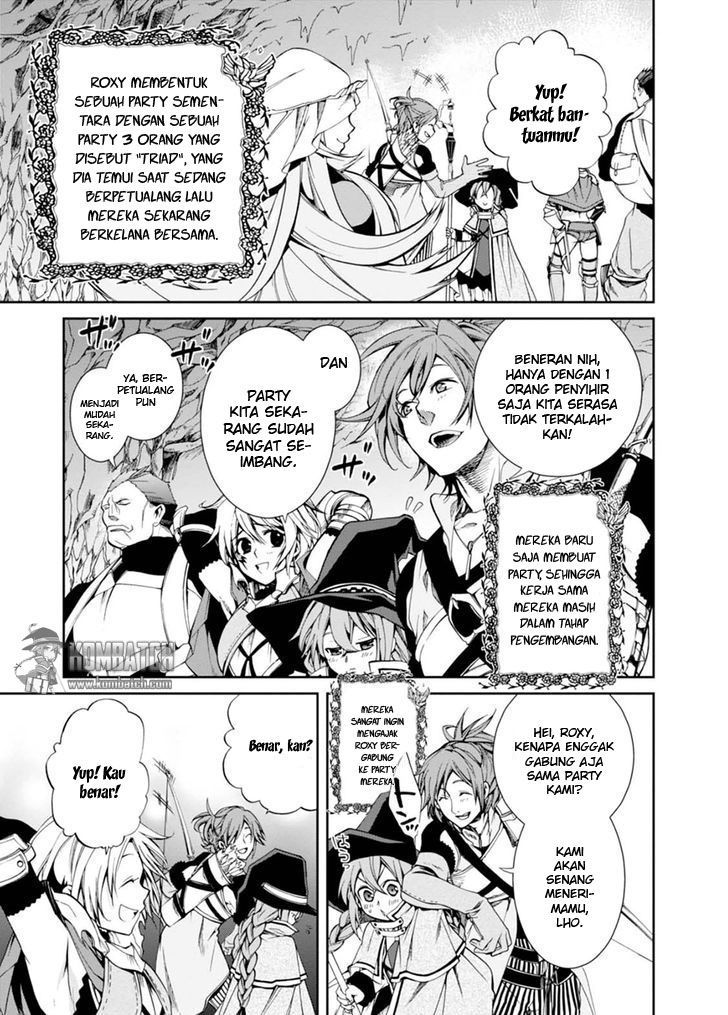 Yup!
Berkat ban-
tuanmu!
ROXY MEMBENTUK
SEBUAH PARTY SEMEN-
TARA DENGAN SEBUAH
PARTY 3 ORANG YANG
DISEBUT "TRIAD", YANG
DIA TEMUI SAAT SEDANG
BERPETUALANG LALU
MEREKA SEKARANG
BERKELANA BERSAMA.
BENERAN NIH,
HANYA DENGAN 1
ORANG PENYIHIR
SAJA KITA SERASA
TIDAK TERKALAH-
KAN!
DAN
PARTY
KITA SEKA-
RANG SUDAH
SANGAT SE-
IMBANG.
YA, BER-
PETUALANG
PUN
MENJADI
MUDAH
SEKA-
RANG.
ザッ
ザッ
MEREKA BARU
SAJA MEMBUAT
PARTY, SEHINGGA
KERJA SAMA
MEREKA MASIH
DALAM TAHAP
PENGEMBANGAN.
KOMBATCH
www.kombatch.com
HEI, ROXY,
KENAPA ENGGAK
GABUNG AJA
SAMA PARTY
KAMI?
KAMI
AKAN
SENANG
MENERI-
MAMU,
LHO.
MEREKA
SANGAT INGIN
MENGAJAK
ROXY BER-
GABUNG
KE PARTY
MEREKA.
Benar, kan?
Yup! Kau
benar!